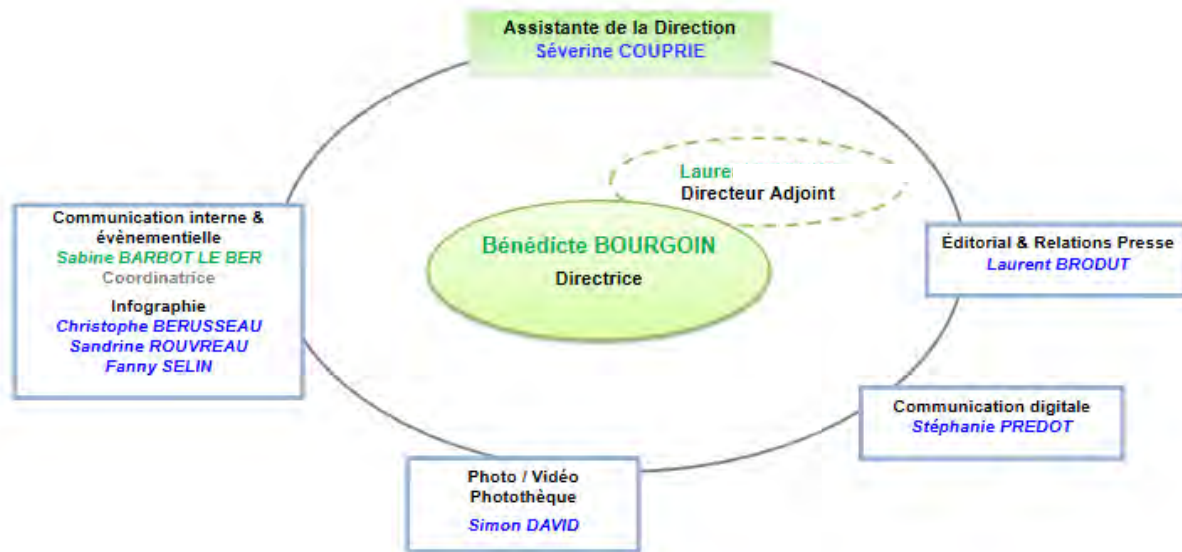 Assistante de la Direction
Séverine COUPRIE
Laure
Directeur Adjoint
Bénédicte BOURGOIN
Directrice
Communication interne &
évènementielle
Sabine BARBOT LE BER
Coordinatrice
Infographie
Christophe BERUSSEAU
Sandrine ROUVREAU
Fanny SELIN
Éditorial & Relations Presse
Laurent BRODUT
Communication digitale
Stéphanie PREDOT
Photo / Vidéo
Photothèque
Simon DAVID